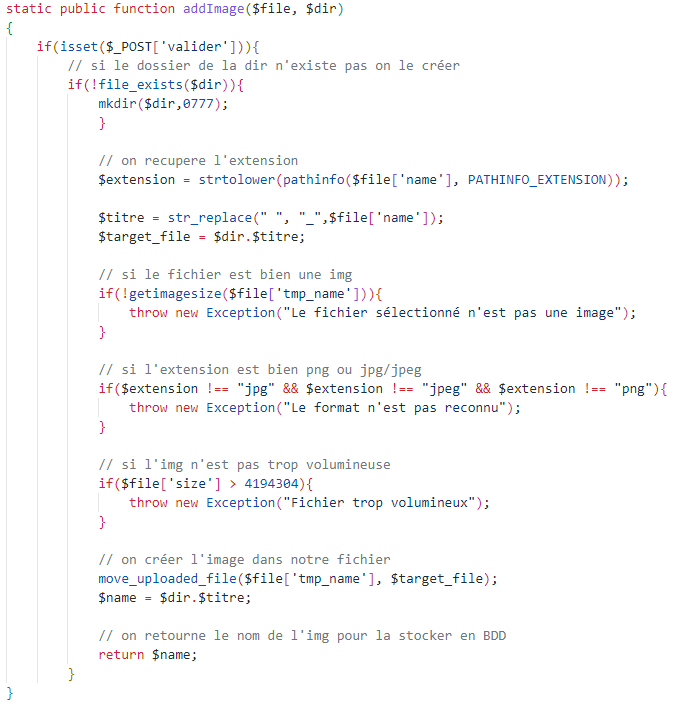 static public function addImage($file, $dir)
{
if(isset($_POST['valider'])){
// si le dossier de la dir n'existe pas on le créer
if(!file_exists($dir)){
mkdir($dir,0777);
}
// on recupere l'extension
$extension = strtolower(pathinfo($file['name'], PATHINFO_EXTENSION));
$titre = str_replace(" ", "_",$file['name']);
$target_file = $dir.$titre;
// si le fichier est bien une img
if(!getimagesize($file['tmp_name'])){
throw new Exception("Le fichier sélectionné n'est pas une image");
}
// si l'extension est bien png ou jpg/jpeg
if($extension !== "jpg" && $extension !== "jpeg" && $extension !== "png"){
throw new Exception("Le format n'est pas reconnu");
}
// si l'img n'est pas trop volumineuse
if($file['size'] > 4194304){
throw new Exception("Fichier trop volumineux");
}
// on créer l'image dans notre fichier
move_uploaded_file($file['tmp_name'], $target_file);
$name = $dir.$titre;
// on retourne le nom de l'img pour la stocker en BDD
return $name;
}
}